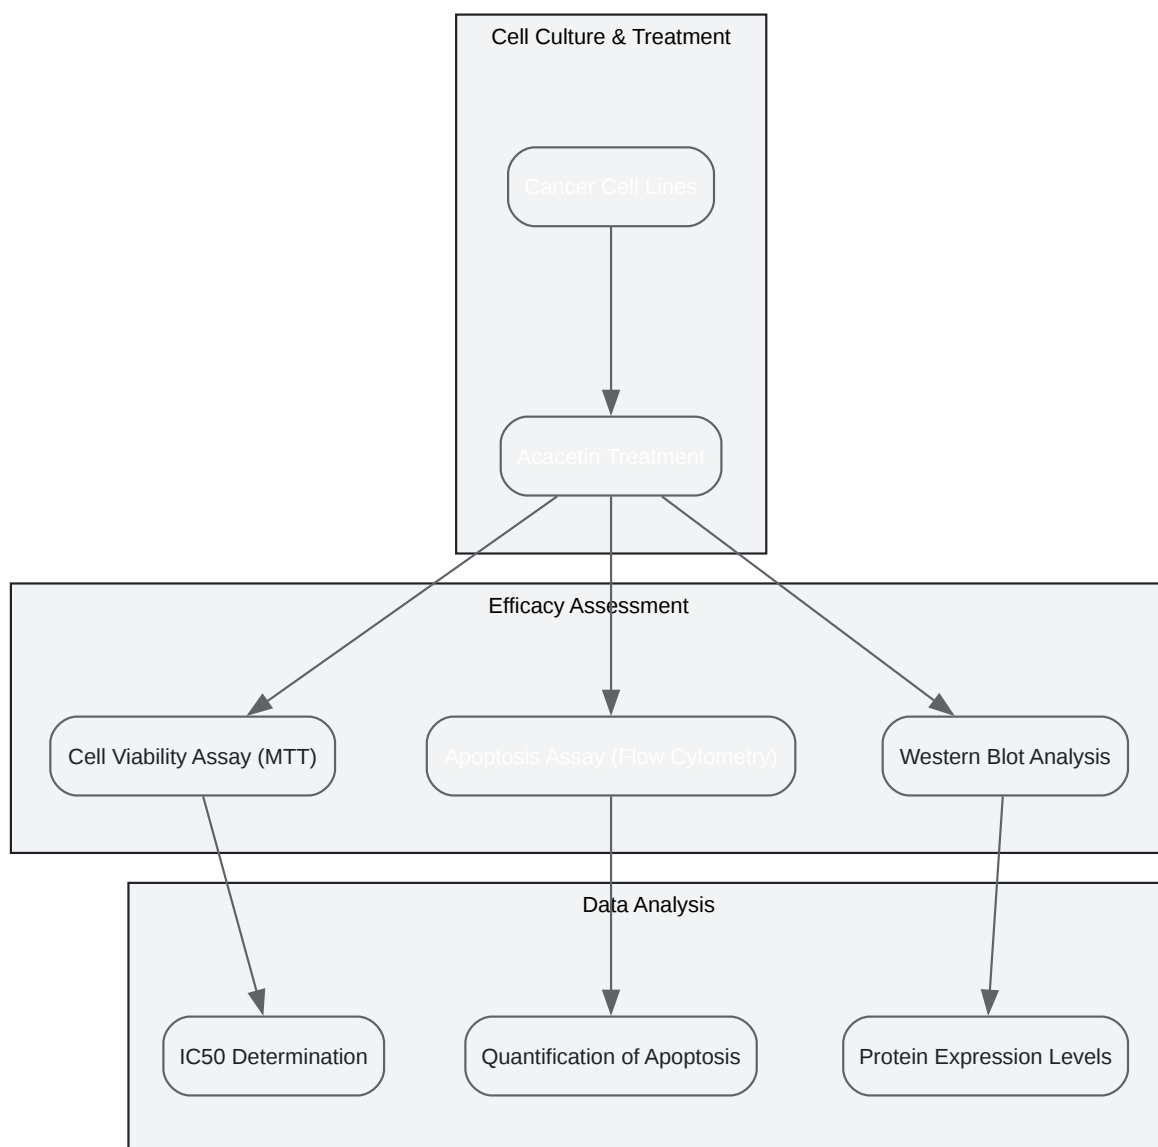 Cell Culture & Treatment
Cancer Cell Lines
Acacetin Treatment
Efficacy Assessment
Cell Viability Assay (MTT)
Apoptosis Assay (Flow Cytometry)
Western Blot Analysis
Data Analysis
IC50 Determination
Quantification of Apoptosis
Protein Expression Levels